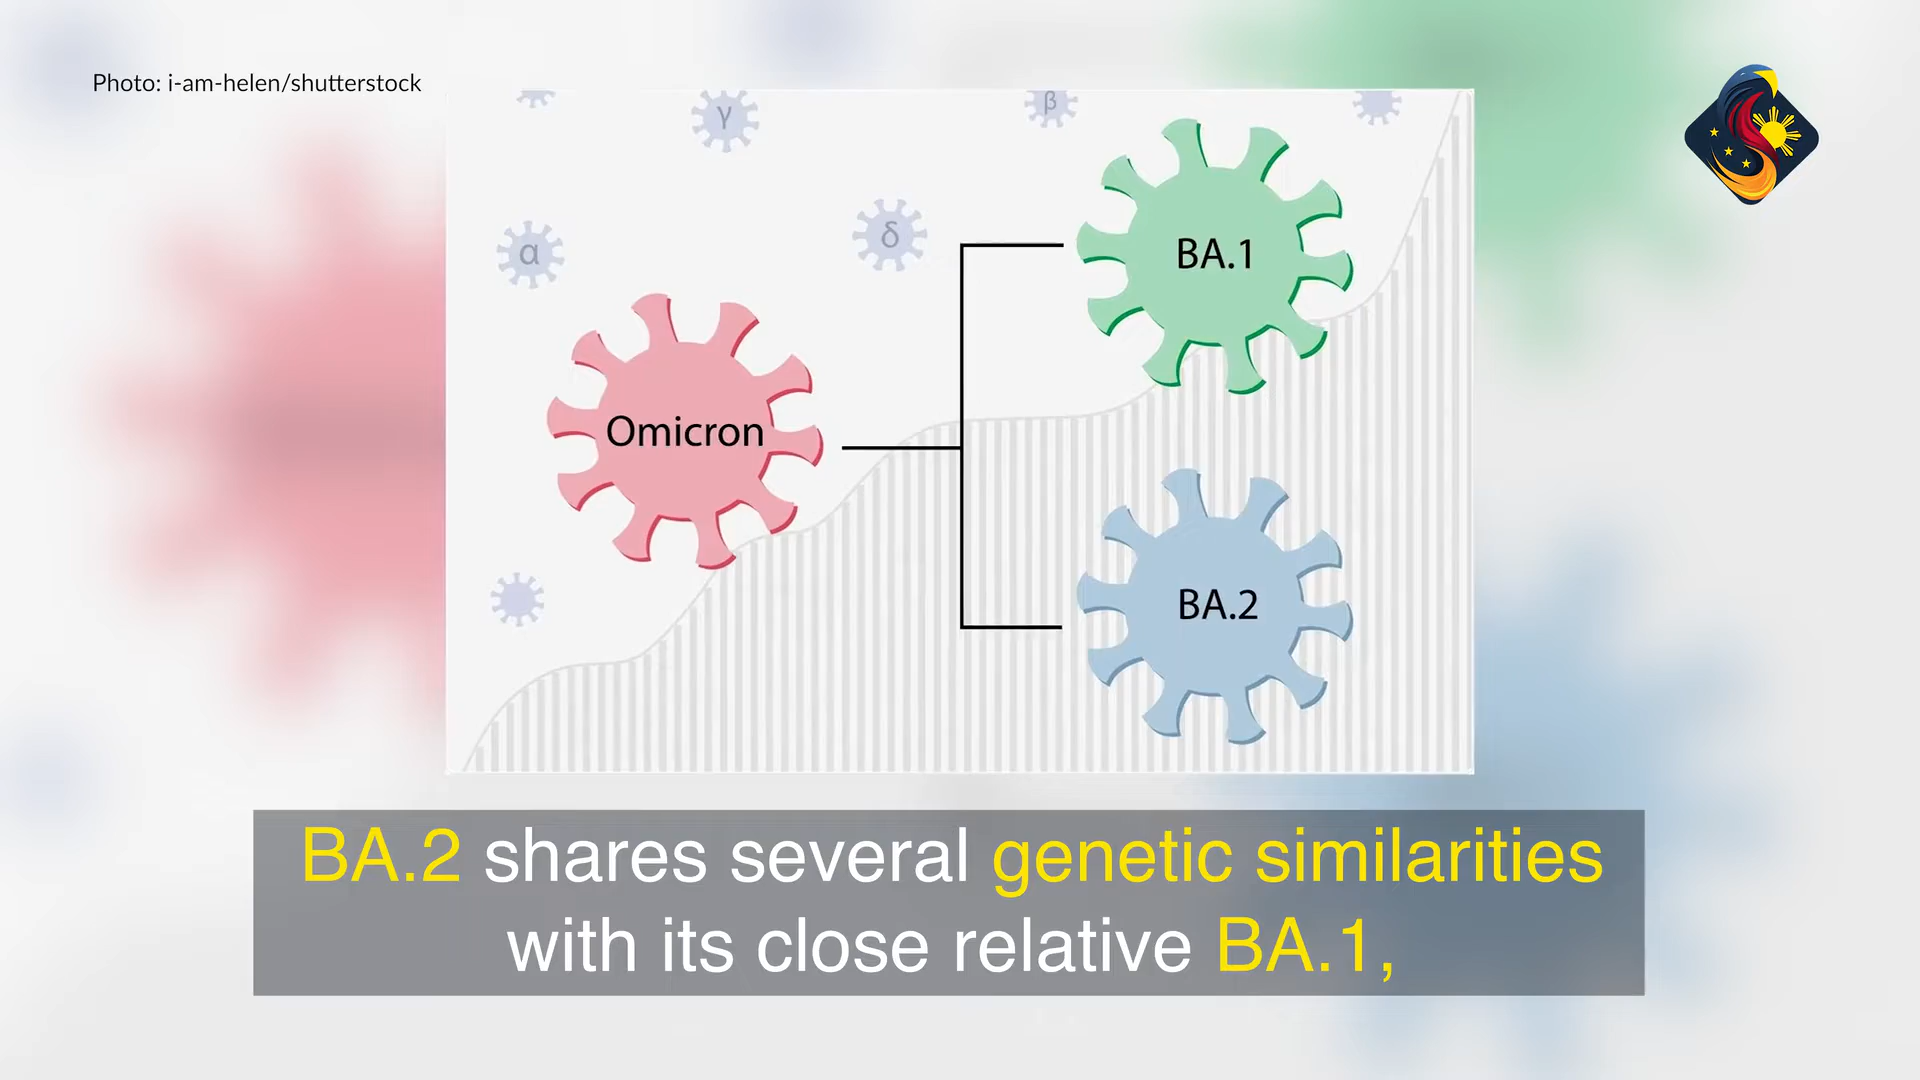 Photo: i-am-helen/shutterstock
γ
β
α
δ
BA.1
Omicron
BA.2
BA.2 shares several genetic similarities
with its close relative BA.1,